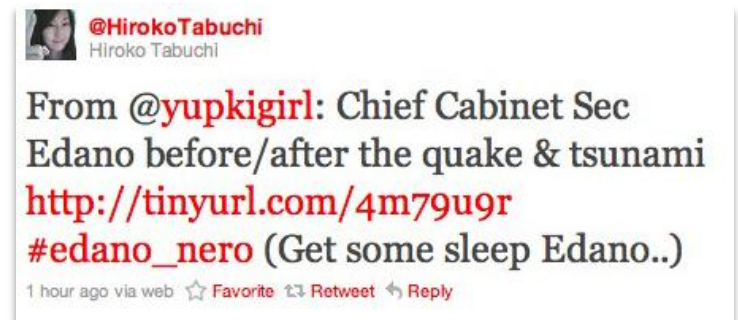 @HirokoTabuchi
Hiroko Tabuchi
From @yupkigirl: Chief Cabinet Sec
Edano before/after the quake & tsunami
http://tinyurl.com/4m79u9r
#edano_nero (Get some sleep Edano..)
1 hour ago via web Favorite Retweet Reply